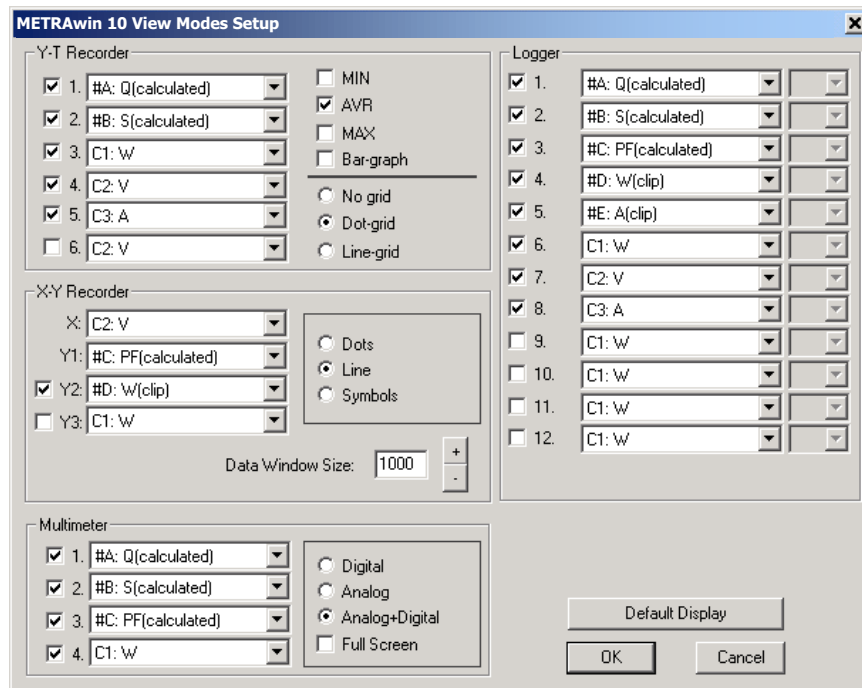 METRAwin 10 View Modes Setup
Y-T Recorder
1. #A: Q(calculated)
2. #B: S(calculated)
3. C1: W
4. C2: V
5. C3: A
6. C2: V
MIN
AVR
MAX
Bar-graph
No grid
Dot-grid
Line-grid
X-Y Recorder
X: C2: V
Y1: #C: PF(calculated)
Y2: #D: W(clip)
Y3: C1: W
Dots
Line
Symbols
Data Window Size: 1000
+
-
Multimeter
1. #A: Q(calculated)
2. #B: S(calculated)
3. #C: PF(calculated)
4. C1: W
Digital
Analog
Analog+Digital
Full Screen
Logger
1. #A: Q(calculated)
2. #B: S(calculated)
3. #C: PF(calculated)
4. #D: W(clip)
5. #E: A(clip)
6. C1: W
7. C2: V
8. C3: A
9. C1: W
10. C1: W
11. C1: W
12. C1: W
Default Display
OK
Cancel